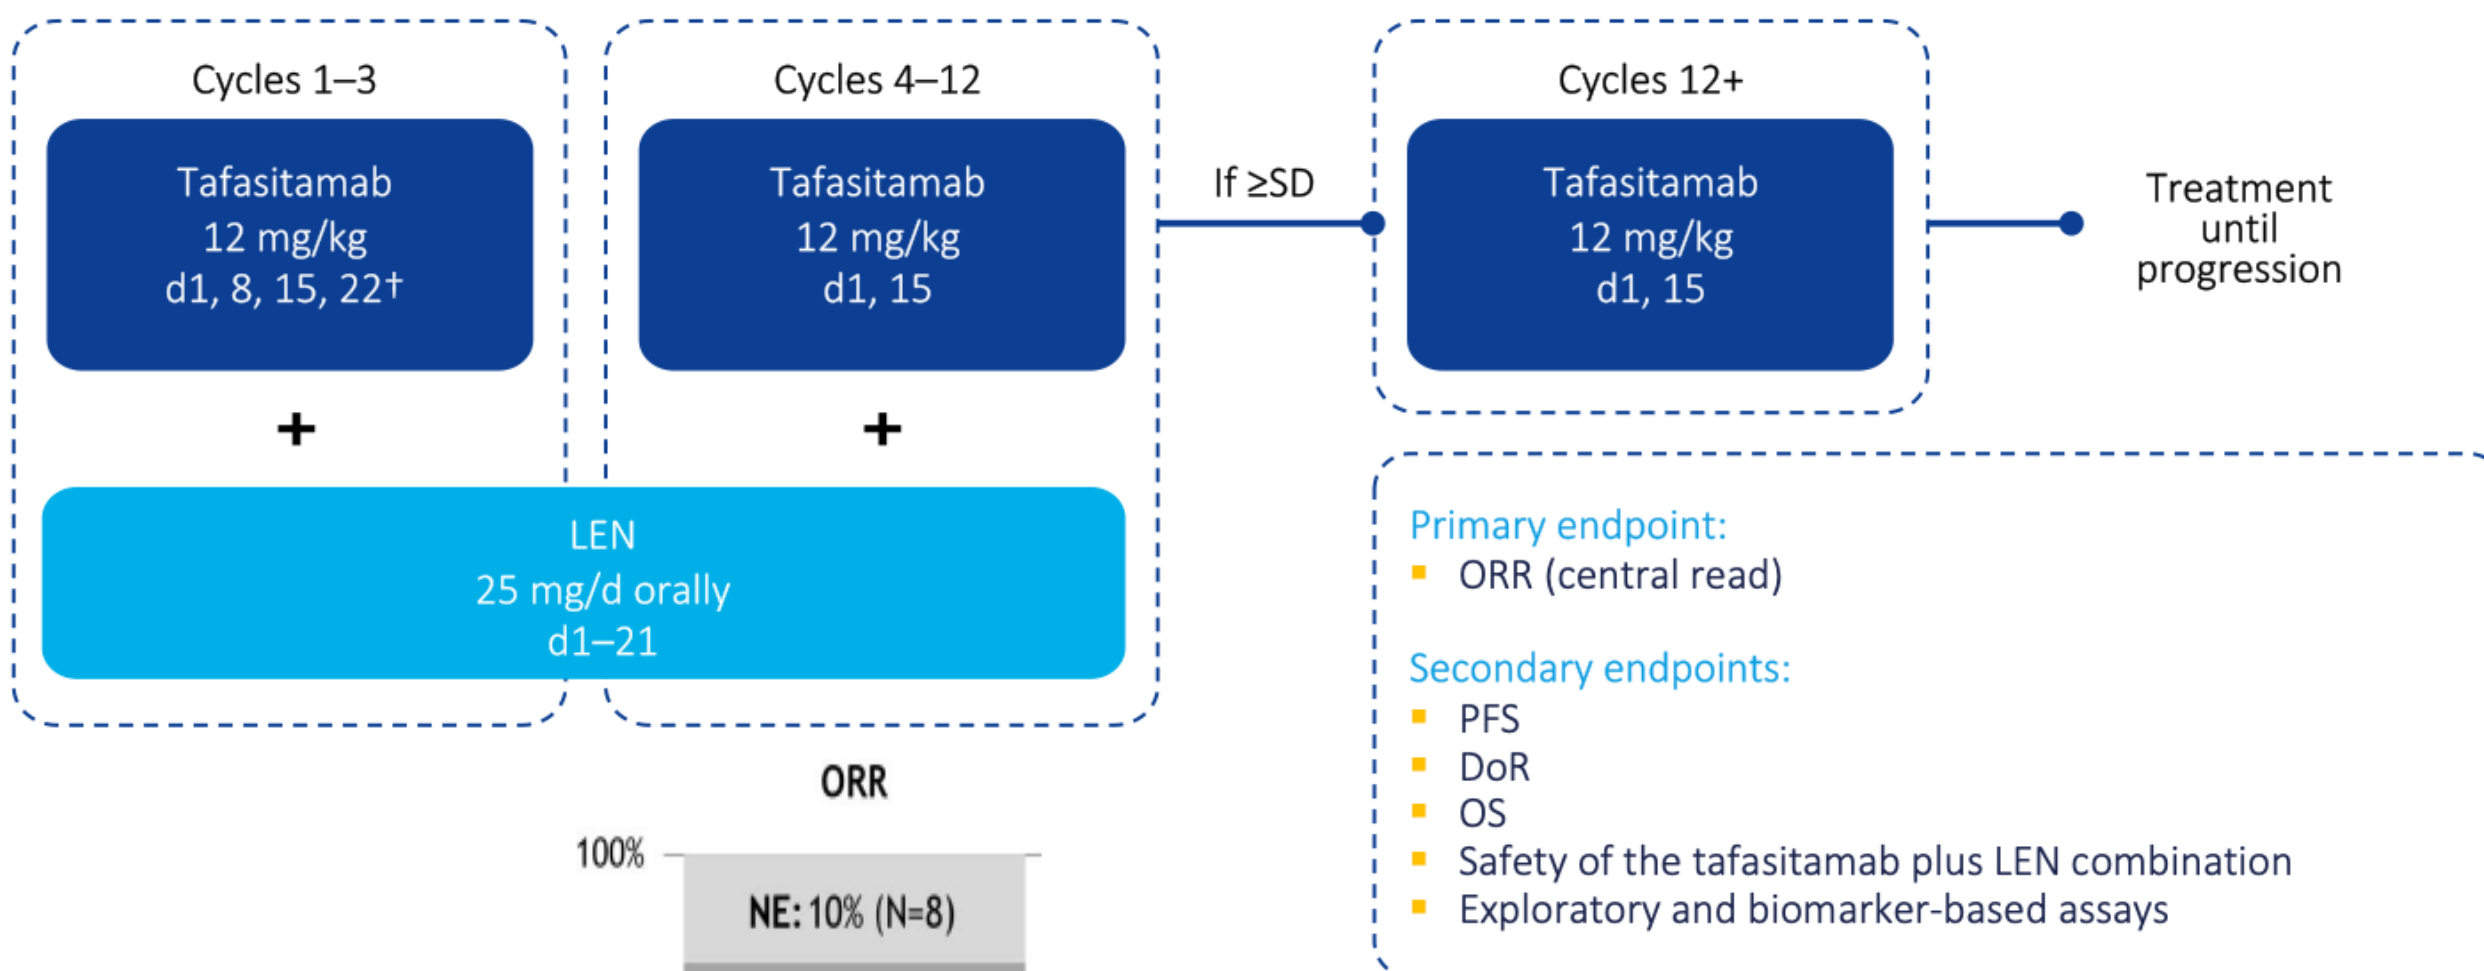 Cycles 1–3
Tafasitamab
12 mg/kg
d1, 8, 15, 22†
+
Cycles 4–12
Tafasitamab
12 mg/kg
d1, 15
+
LEN
25 mg/d orally
d1–21
If ≥SD
Cycles 12+
Tafasitamab
12 mg/kg
d1, 15
Treatment
until
progression
Primary endpoint:
▪ ORR (central read)
Secondary endpoints:
▪ PFS
▪ DoR
▪ OS
▪ Safety of the tafasitamab plus LEN combination
▪ Exploratory and biomarker-based assays
ORR
100%
NE: 10% (N=8)